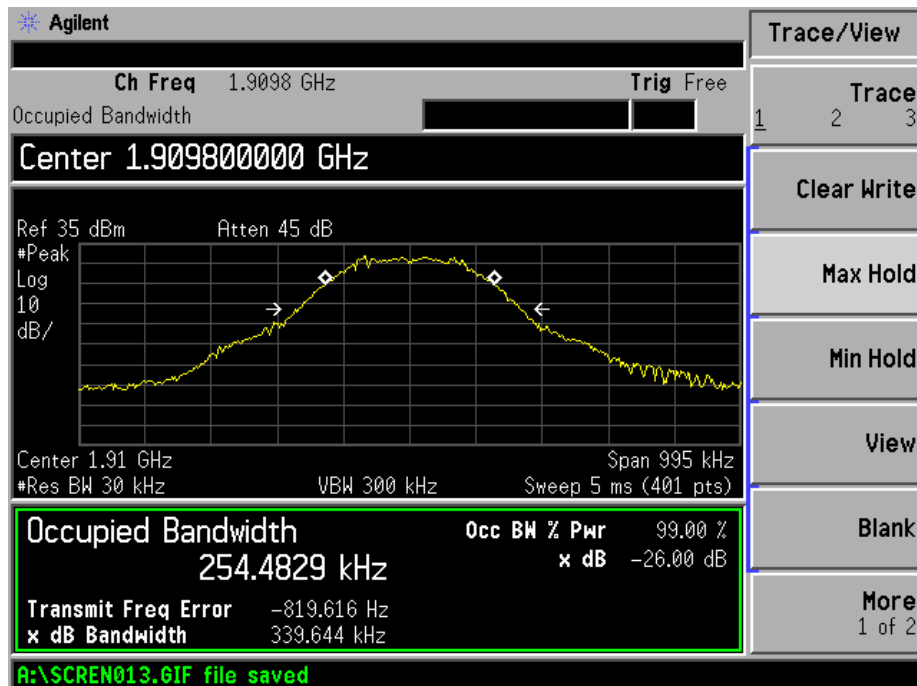 Agilent
Trace/View
Ch Freq 1.9098 GHz Trig Free
Occupied Bandwidth
Trace
1 2 3
Center 1.909800000 GHz
Clear Write
Ref 35 dBm Atten 45 dB
#Peak
Log
10
dB/
Max Hold
Min Hold
View
Center 1.91 GHz Span 995 kHz
#Res BW 30 kHz VBW 300 kHz Sweep 5 ms (401 pts)
Blank
Occupied Bandwidth Occ BW % Pwr 99.00 %
254.4829 kHz x dB -26.00 dB
Transmit Freq Error -819.616 Hz
x dB Bandwidth 339.644 kHz
More
1 of 2
A:\SCREN013.GIF file saved